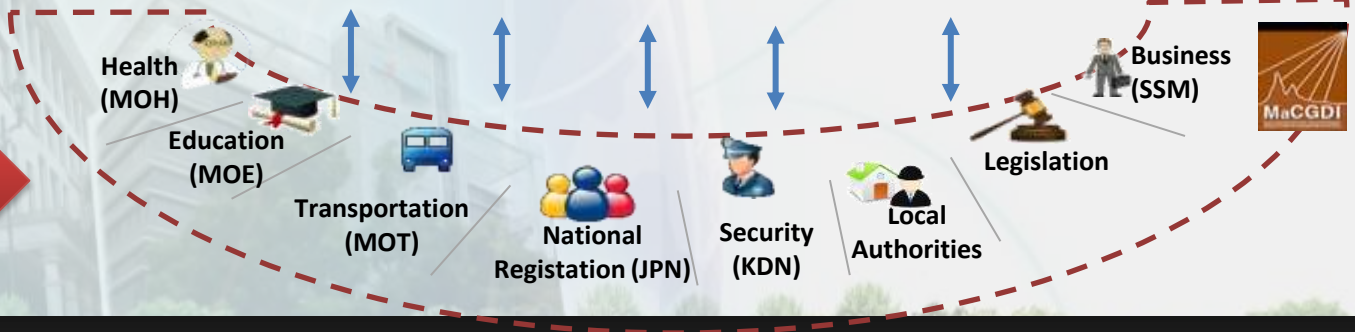 Health
(MOH)
Education
(MOE)
Transportation
(MOT)
National
Registation (JPN)
Security
(KDN)
Local
Authorities
Legislation
Business
(SSM)
MaCGDI